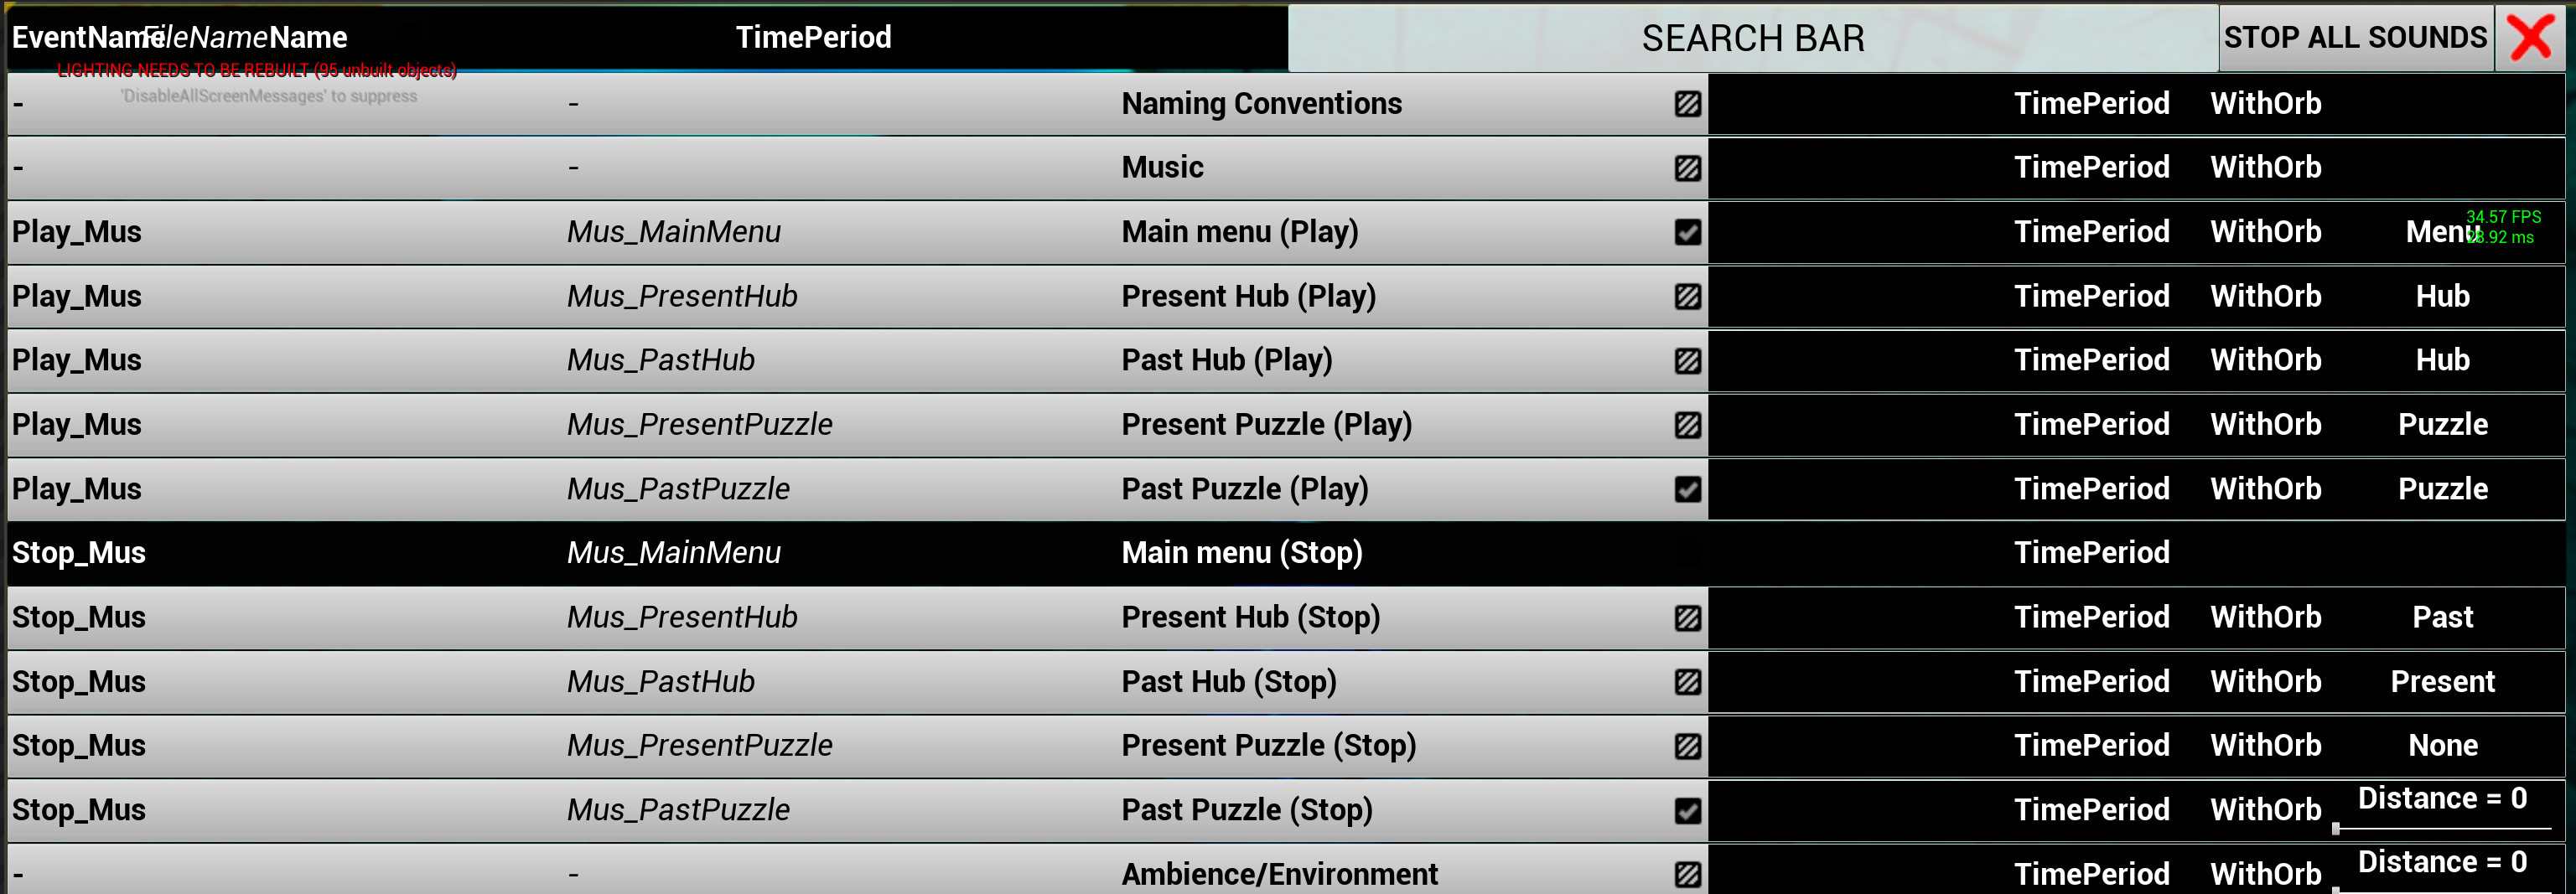 EventName FileName Name TimePeriod SEARCH BAR STOP ALL SOUNDS
LIGHTING NEEDS TO BE REBUILT (95 unbuilt objects)
'DisableAllScreenMessages' to suppress
- - Naming Conventions TimePeriod WithOrb
- - Music TimePeriod WithOrb
34.57 FPS
Play_Mus Mus_MainMenu Main menu (Play) TimePeriod WithOrb Menu
28.92 ms
Play_Mus Mus_PresentHub Present Hub (Play) TimePeriod WithOrb Hub
Play_Mus Mus_PastHub Past Hub (Play) TimePeriod WithOrb Hub
Play_Mus Mus_PresentPuzzle Present Puzzle (Play) TimePeriod WithOrb Puzzle
Play_Mus Mus_PastPuzzle Past Puzzle (Play) TimePeriod WithOrb Puzzle
Stop_Mus Mus_MainMenu Main menu (Stop) TimePeriod
Stop_Mus Mus_PresentHub Present Hub (Stop) TimePeriod WithOrb Past
Stop_Mus Mus_PastHub Past Hub (Stop) TimePeriod WithOrb Present
Stop_Mus Mus_PresentPuzzle Present Puzzle (Stop) TimePeriod WithOrb None
Stop_Mus Mus_PastPuzzle Past Puzzle (Stop) TimePeriod WithOrb Distance = 0
- - Ambience/Environment TimePeriod WithOrb Distance = 0